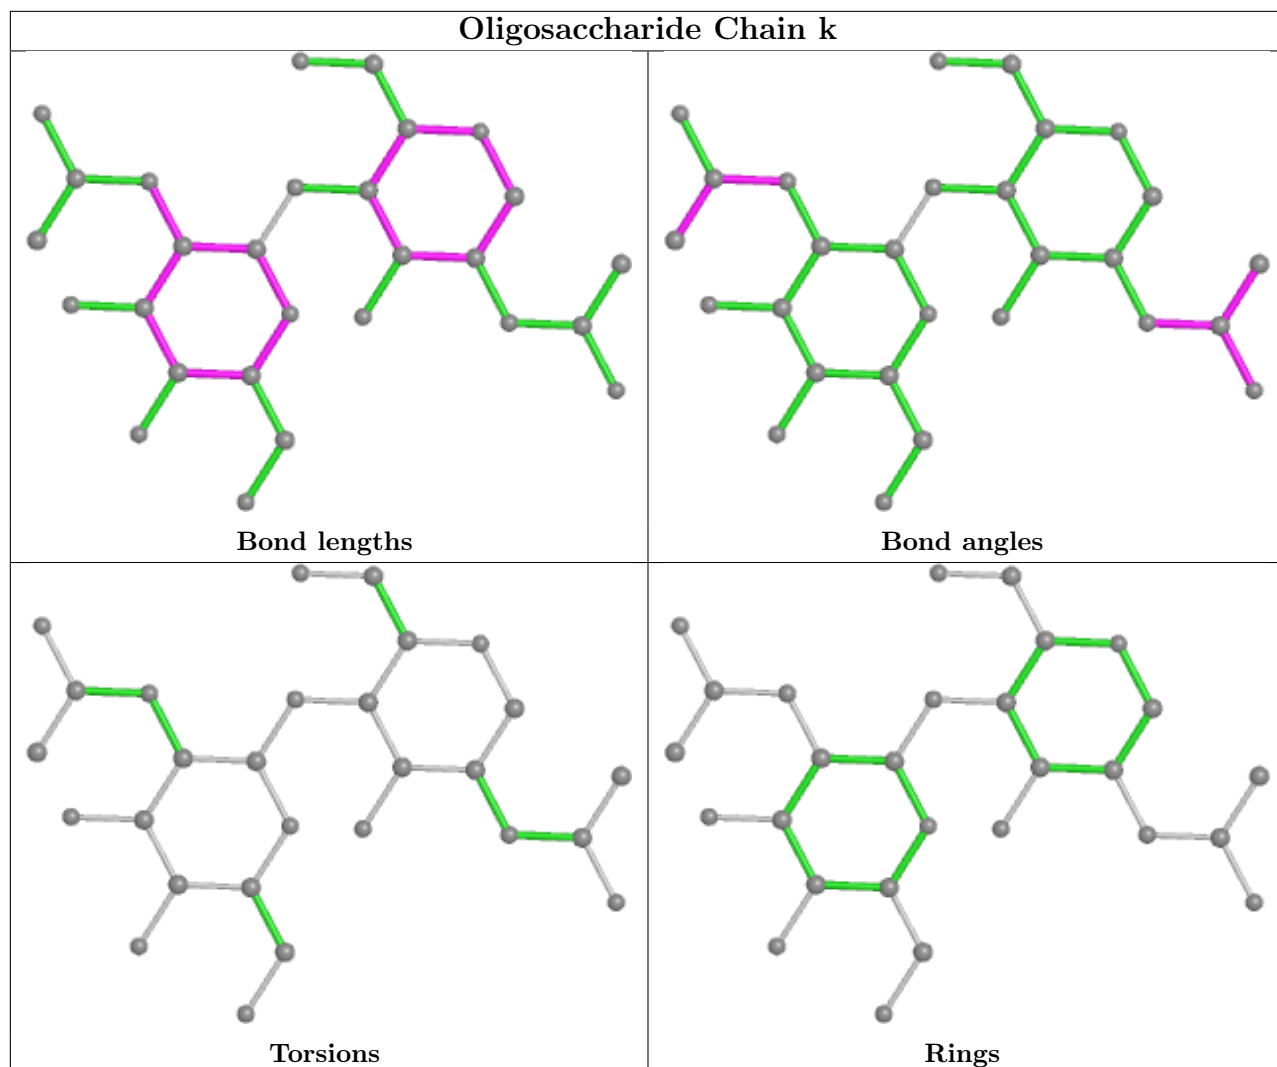 Oligosaccharide Chain k
Bond lengths
Bond angles
Torsions
Rings